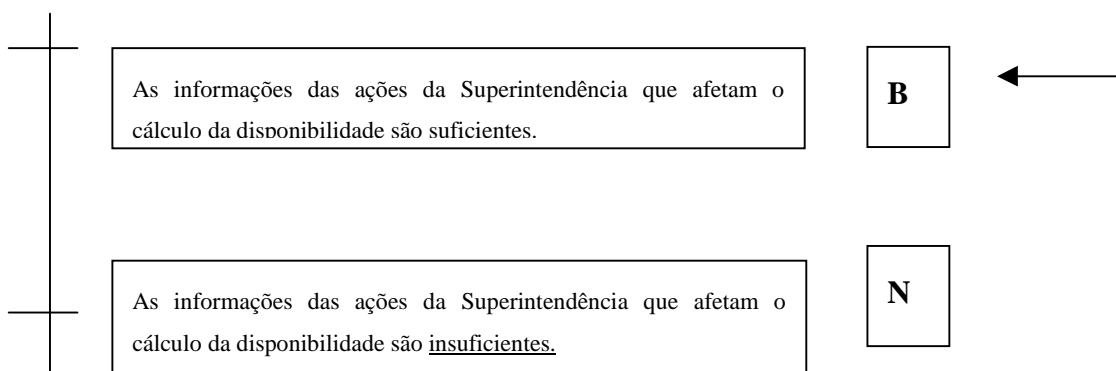 As informações das ações da Superintendência que afetam o
cálculo da disponibilidade são suficientes.
B
As informações das ações da Superintendência que afetam o
cálculo da disponibilidade são insuficientes.
N